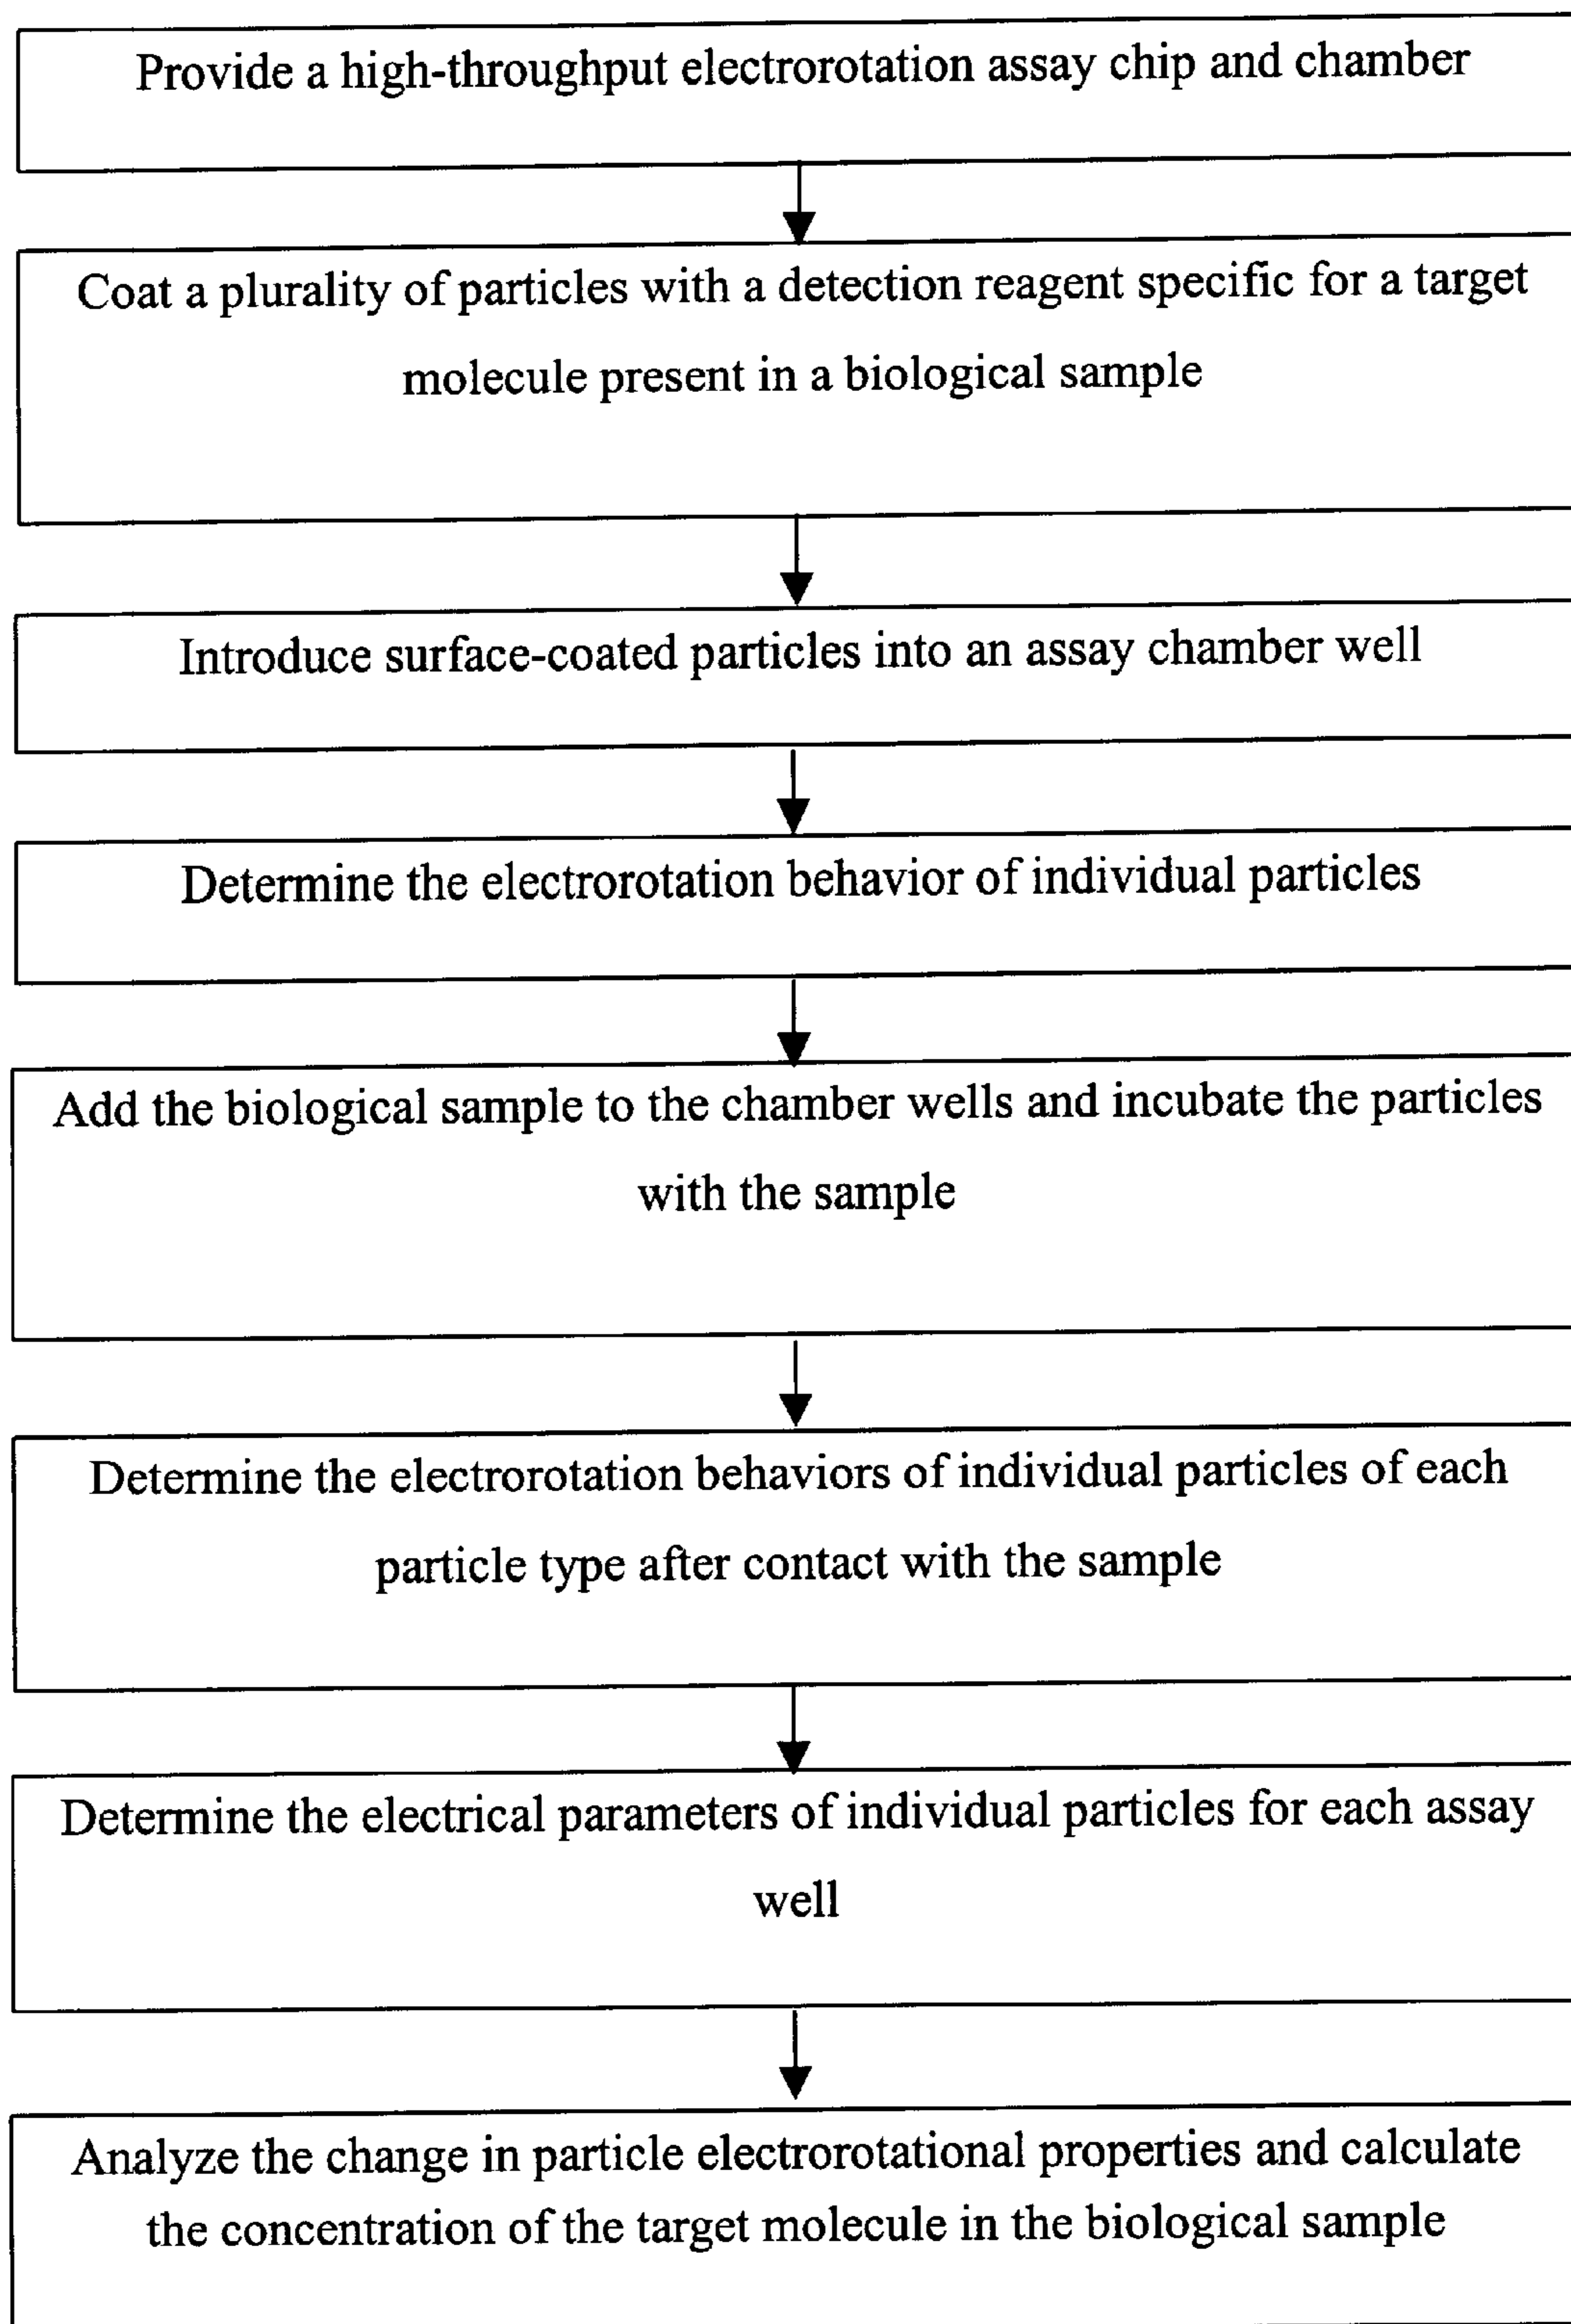 Provide a high-throughput electrorotation assay chip and chamber
Coat a plurality of particles with a detection reagent specific for a target
molecule present in a biological sample
Introduce surface-coated particles into an assay chamber well
Determine the electrorotation behavior of individual particles
Add the biological sample to the chamber wells and incubate the particles
with the sample
Determine the electrorotation behaviors of individual particles of each
particle type after contact with the sample
Determine the electrical parameters of individual particles for each assay
well
Analyze the change in particle electrorotational properties and calculate
the concentration of the target molecule in the biological sample